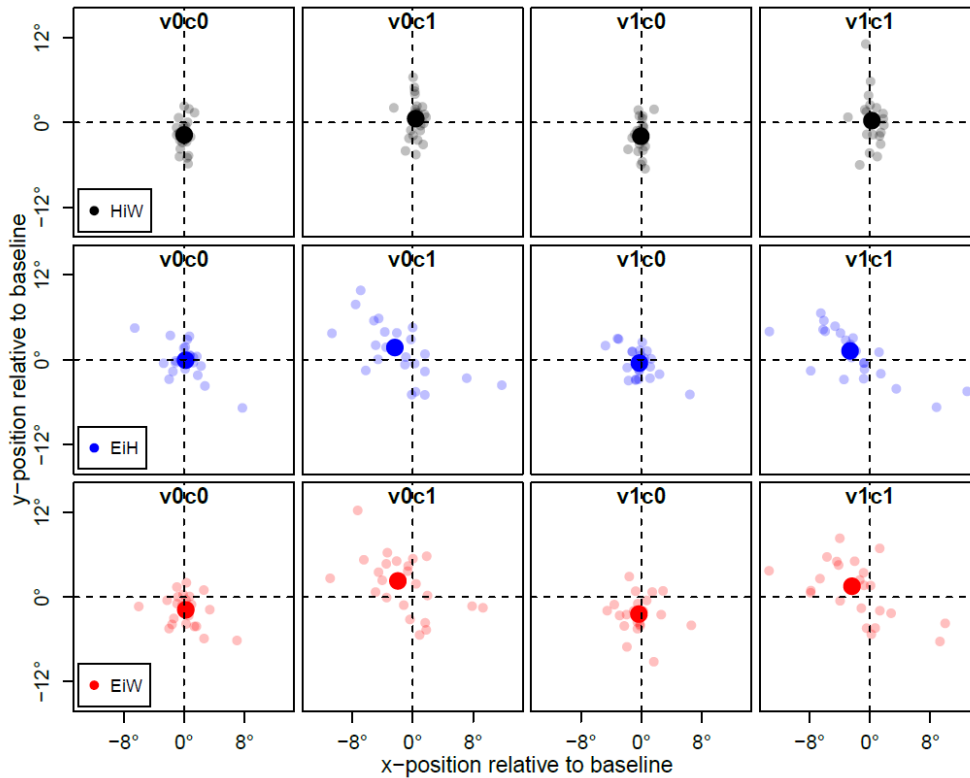 v0c0 v0c1 v1c0 v1c1
12°
0°
−12°
HiW
v0c0 v0c1 v1c0 v1c1
12°
0°
−12°
EiH
v0c0 v0c1 v1c0 v1c1
12°
0°
−12°
EiW
y−position relative to baseline
−8° 0° 8° −8° 0° 8° −8° 0° 8° −8° 0° 8°
x−position relative to baseline